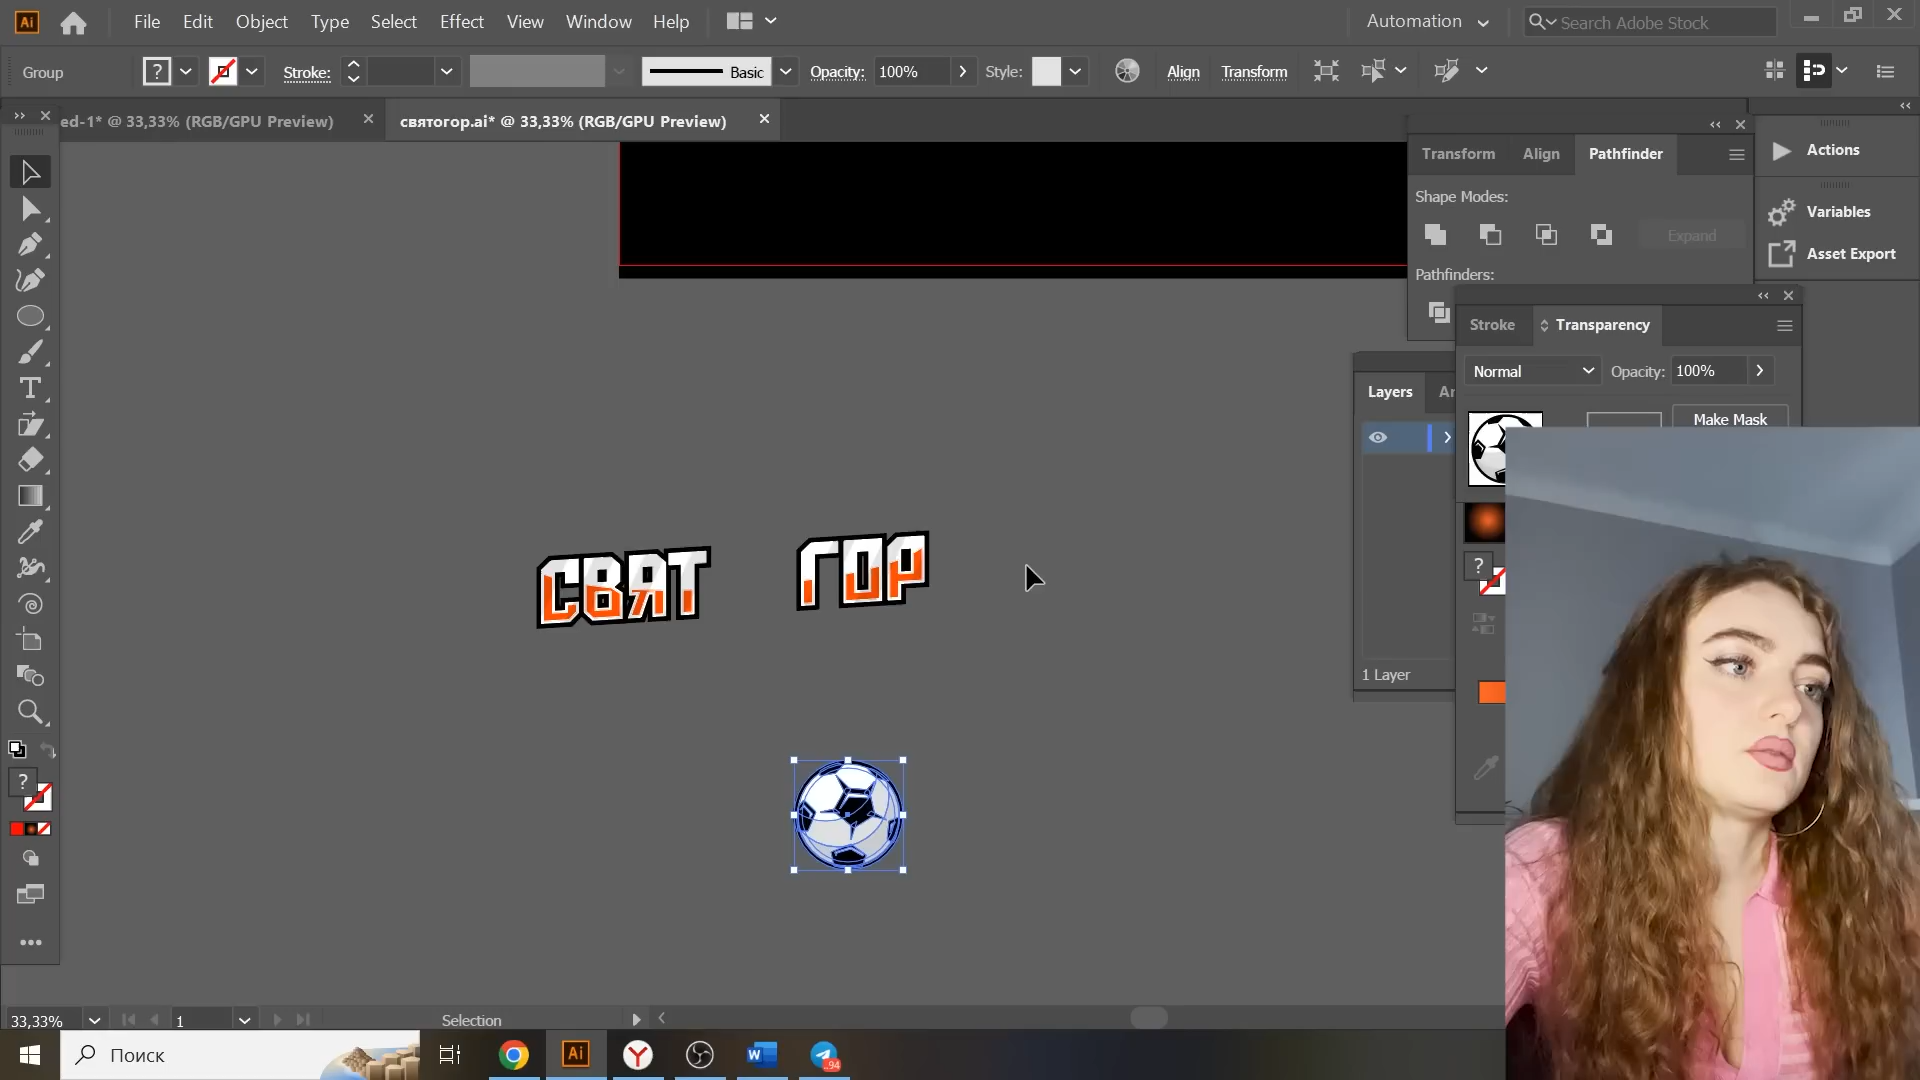 Ai File Edit Object Type Select Effect View Window Help Automation Search Adobe Stock
Group ? Stroke: Basic Opacity: 100% Style: Align Transform
ed-1* @ 33,33% (RGB/GPU Preview) святогор.ai* @ 33,33% (RGB/GPU Preview)
Transform Align Pathfinder
Actions
Shape Modes:
Variables
Expand
Asset Export
Pathfinders:
Stroke Transparency
Normal Opacity: 100%
Layers
Make Mask
СВЯТ ГОР
?
1 Layer
?
33,33% 1 Selection
Поиск Ai Y W 94